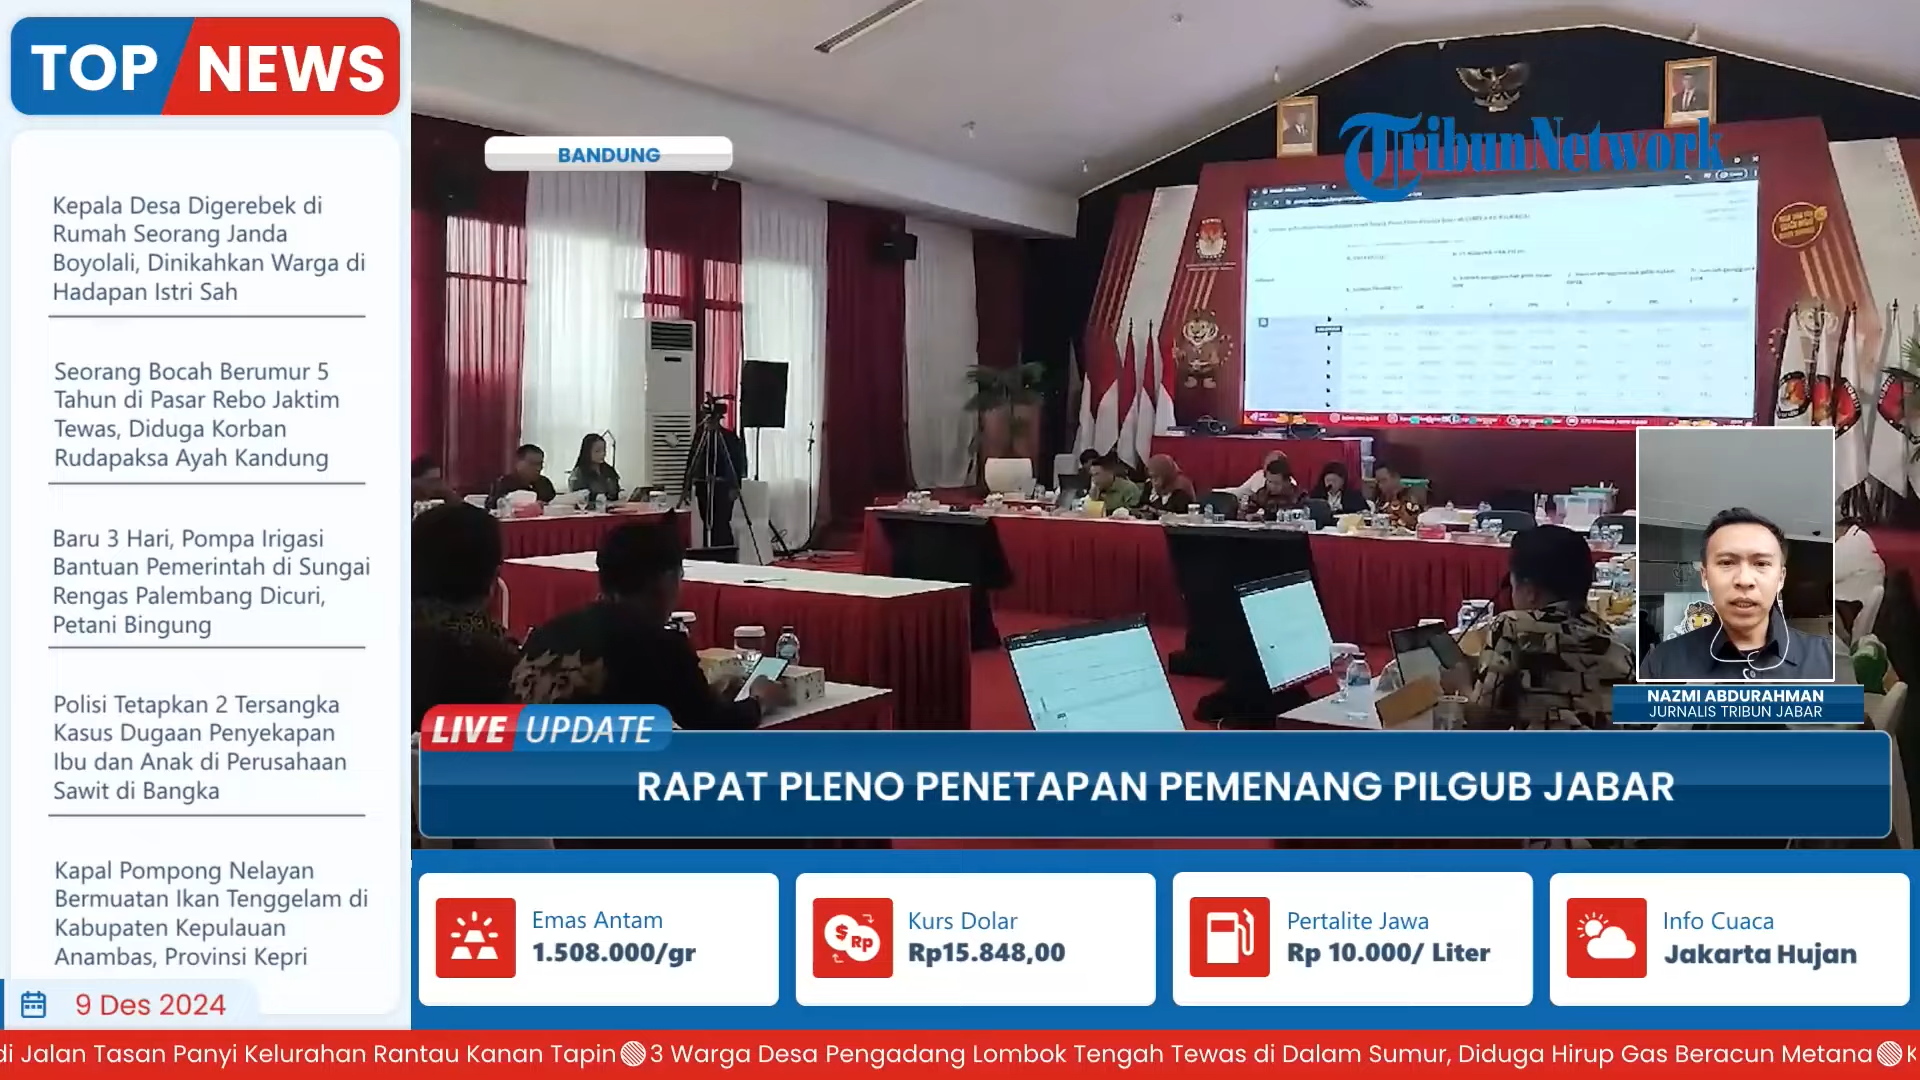 TOP NEWS
Kepala Desa Digerebek di
Rumah Seorang Janda
Boyolali, Dinikahkan Warga di
Hadapan Istri Sah
Seorang Bocah Berumur 5
Tahun di Pasar Rebo Jaktim
Tewas, Diduga Korban
Rudapaksa Ayah Kandung
Baru 3 Hari, Pompa Irigasi
Bantuan Pemerintah di Sungai
Rengas Palembang Dicuri,
Petani Bingung
Polisi Tetapkan 2 Tersangka
Kasus Dugaan Penyekapan
Ibu dan Anak di Perusahaan
Sawit di Bangka
Kapal Pompong Nelayan
Bermuatan Ikan Tenggelam di
Kabupaten Kepulauan
Anambas, Provinsi Kepri
9 Des 2024
BANDUNG
TribunNetwork
NAZMI ABDURAHMAN
JURNALIS TRIBUN JABAR
LIVE UPDATE
RAPAT PLENO PENETAPAN PEMENANG PILGUB JABAR
Emas Antam
1.508.000/gr
Kurs Dolar
Rp15.848,00
Pertalite Jawa
Rp 10.000/ Liter
Info Cuaca
Jakarta Hujan
di Jalan Tasan Panyi Kelurahan Rantau Kanan Tapin 3 Warga Desa Pengadang Lombok Tengah Tewas di Dalam Sumur, Diduga Hirup Gas Beracun Metana